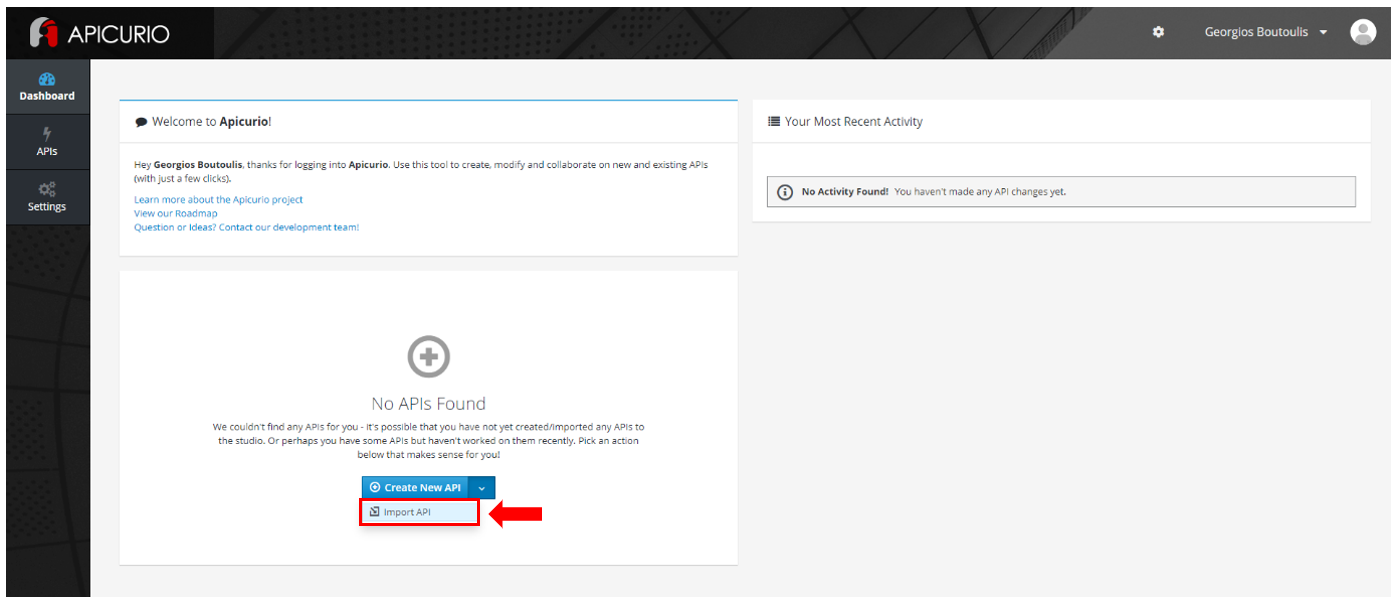 APICURIO
Georgios Boutoulis
Dashboard
APIs
Settings
Welcome to Apicurio!
Hey Georgios Boutoulis, thanks for logging into Apicurio. Use this tool to create, modify and collaborate on new and existing APIs
(with just a few clicks).
Learn more about the Apicurio project
View our Roadmap
Question or Ideas? Contact our development team!
Your Most Recent Activity
No Activity Found! You haven't made any API changes yet.
No APIs Found
We couldn't find any APIs for you - it's possible that you have not yet created/imported any APIs to
the studio. Or perhaps you have some APIs but haven't worked on them recently. Pick an action
below that makes sense for you!
Create New API
Import API